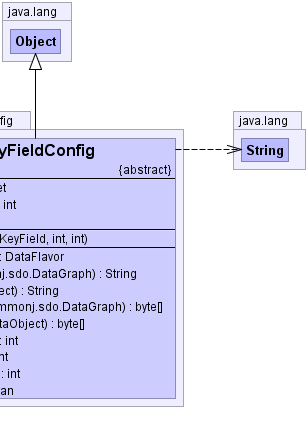 java.lang
Object
fig
java.lang
String
yFieldConfig
{abstract}
et
int
KeyField, int, int)
: DataFlavor
nj.sdo.DataGraph) : String
ect) : String
mmonj.sdo.DataGraph) : byte[]
taObject) : byte[]
: int
nt
: int
an